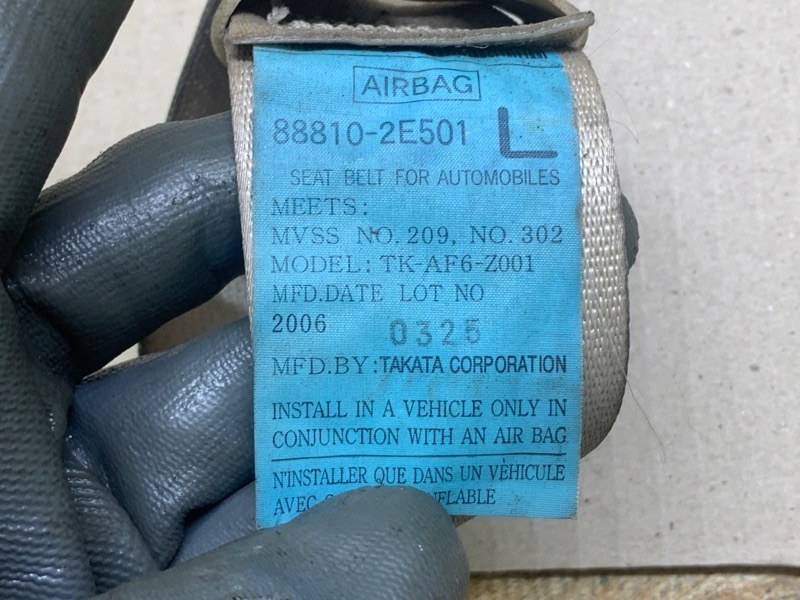 AIRBAG
88810-2E501 L
SEAT BELT FOR AUTOMOBILES
MEETS:
MVSS NO. 209, NO. 302
MODEL: TK-AF6-Z001
MFD.DATE LOT NO
2006 0325
MFD.BY: TAKATA CORPORATION
INSTALL IN A VEHICLE ONLY IN
CONJUNCTION WITH AN AIR BAG
N'INSTALLER QUE DANS UN VÈHICULE
AVEC